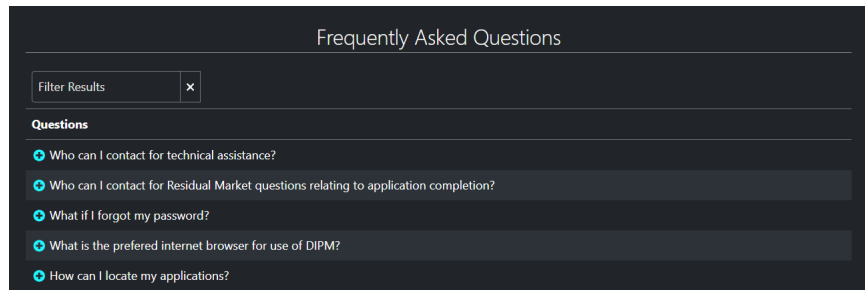 Frequently Asked Questions
Filter Results
Questions
Who can I contact for technical assistance?
Who can I contact for Residual Market questions relating to application completion?
What if I forgot my password?
What is the prefered internet browser for use of DIPM?
How can I locate my applications?